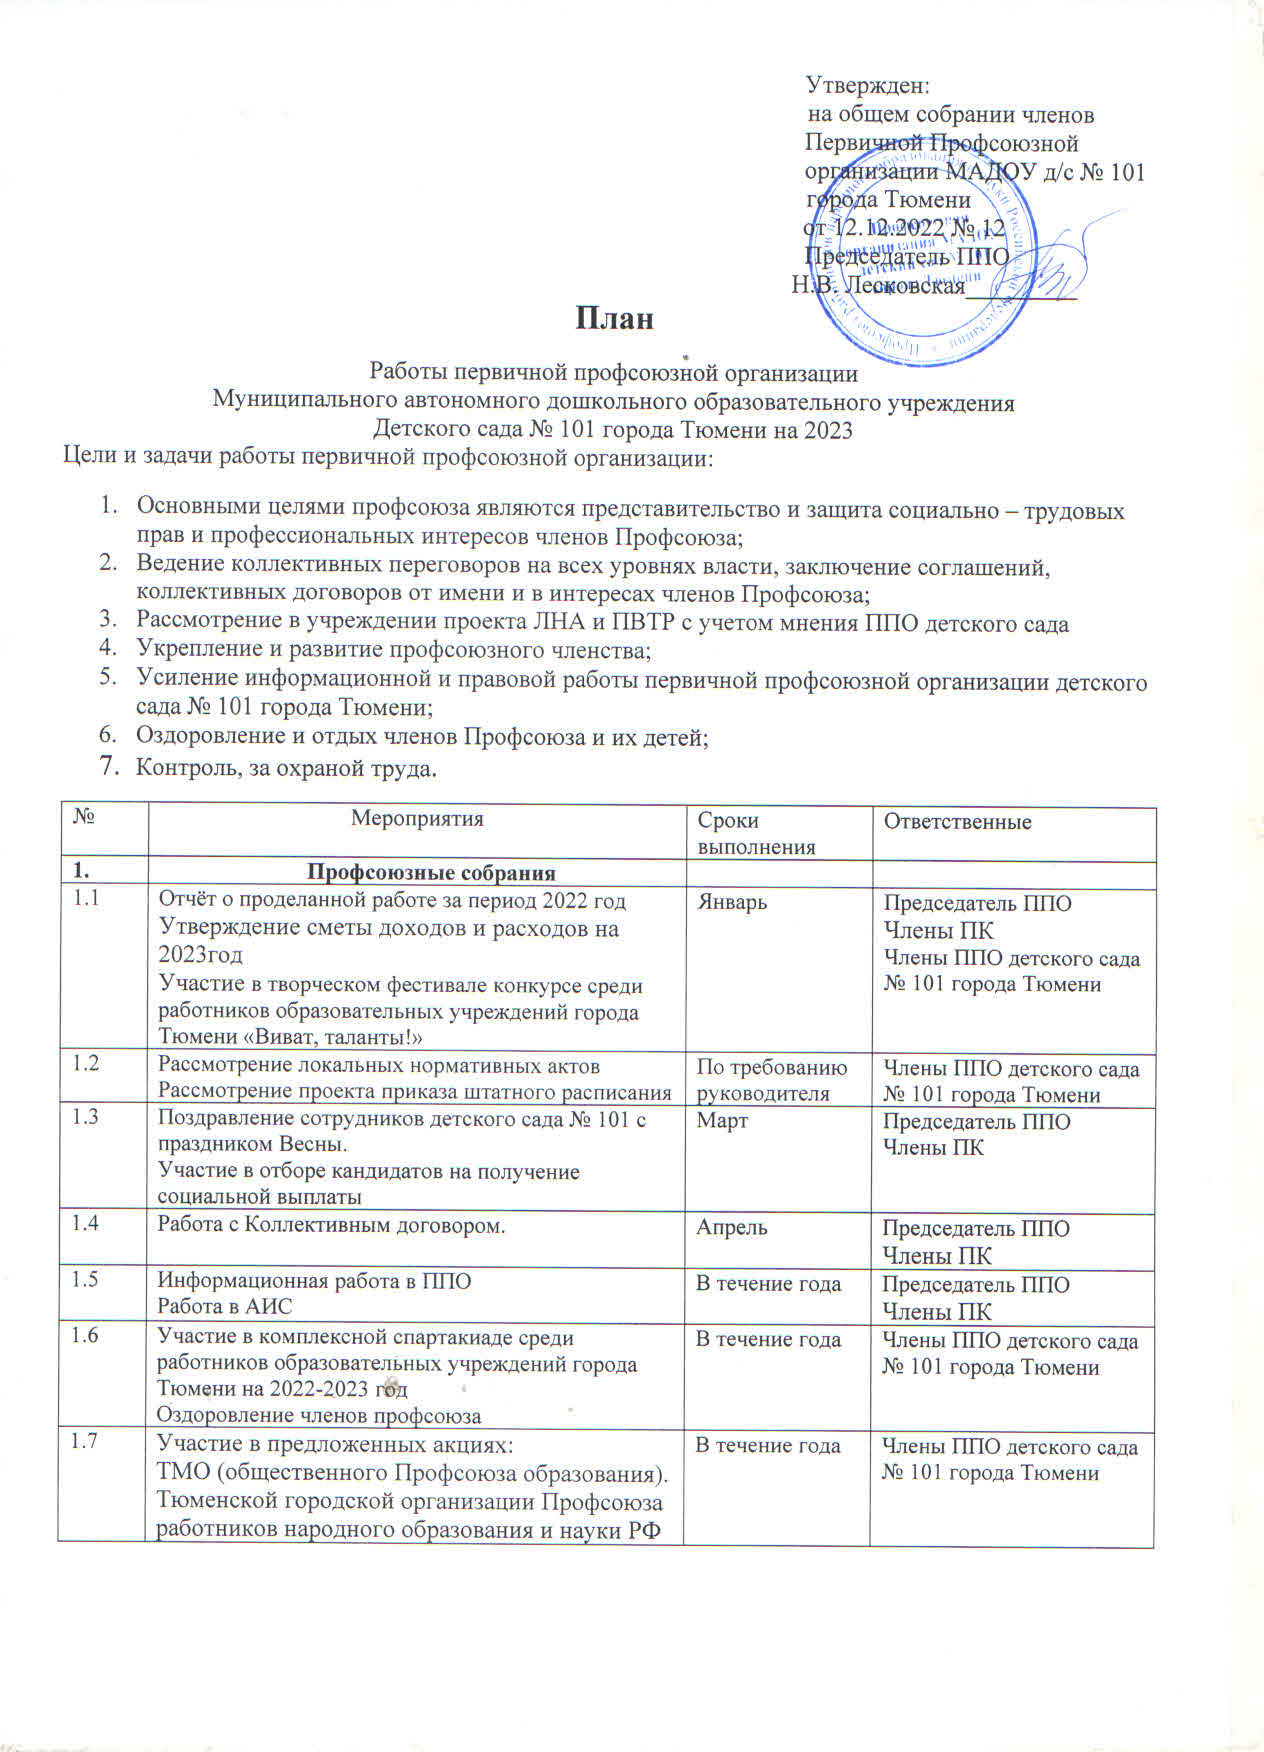 Утвержден:
на общем собрании членов
Первичной Профсоюзной
организации МАДОУ д/с № 101
города Тюмени
от 12.12.2022 № 12
Председатель ППО
Н.В. Лесковская_________
План
Работы первичной профсоюзной организации
Муниципального автономного дошкольного образовательного учреждения
Детского сада № 101 города Тюмени на 2023
Цели и задачи работы первичной профсоюзной организации:
1. Основными целями профсоюза являются представительство и защита социально – трудовых
прав и профессиональных интересов членов Профсоюза;
2. Ведение коллективных переговоров на всех уровнях власти, заключение соглашений,
коллективных договоров от имени и в интересах членов Профсоюза;
3. Рассмотрение в учреждении проекта ЛНА и ПВТР с учетом мнения ППО детского сада
4. Укрепление и развитие профсоюзного членства;
5. Усиление информационной и правовой работы первичной профсоюзной организации детского
сада № 101 города Тюмени;
6. Оздоровление и отдых членов Профсоюза и их детей;
7. Контроль, за охраной труда.
№ Мероприятия Сроки
выполнения
Ответственные
1. Профсоюзные собрания
1.1 Отчёт о проделанной работе за период 2022 год
Утверждение сметы доходов и расходов на
2023год
Участие в творческом фестивале конкурсе среди
работников образовательных учреждений города
Тюмени «Виват, таланты!»
Январь
Председатель ППО
Члены ПК
Члены ППО детского сада
№ 101 города Тюмени
1.2 Рассмотрение локальных нормативных актов
Рассмотрение проекта приказа штатного расписания
По требованию
руководителя
Члены ППО детского сада
№ 101 города Тюмени
1.3 Поздравление сотрудников детского сада № 101 с
праздником Весны.
Участие в отборе кандидатов на получение
социальной выплаты
Март
Председатель ППО
Члены ПК
1.4 Работа с Коллективным договором.
Апрель
Председатель ППО
Члены ПК
1.5 Информационная работа в ППО
Работа в АИС
В течение года
Председатель ППО
Члены ПК
1.6 Участие в комплексной спартакиаде среди
работников образовательных учреждений города
Тюмени на 2022-2023 год
Оздоровление членов профсоюза
В течение года
Члены ППО детского сада
№ 101 города Тюмени
1.7 Участие в предложенных акциях:
ТМО (общественного Профсоюза образования).
Тюменской городской организации Профсоюза
работников народного образования и науки РФ
В течение года
Члены ППО детского сада
№ 101 города Тюмени